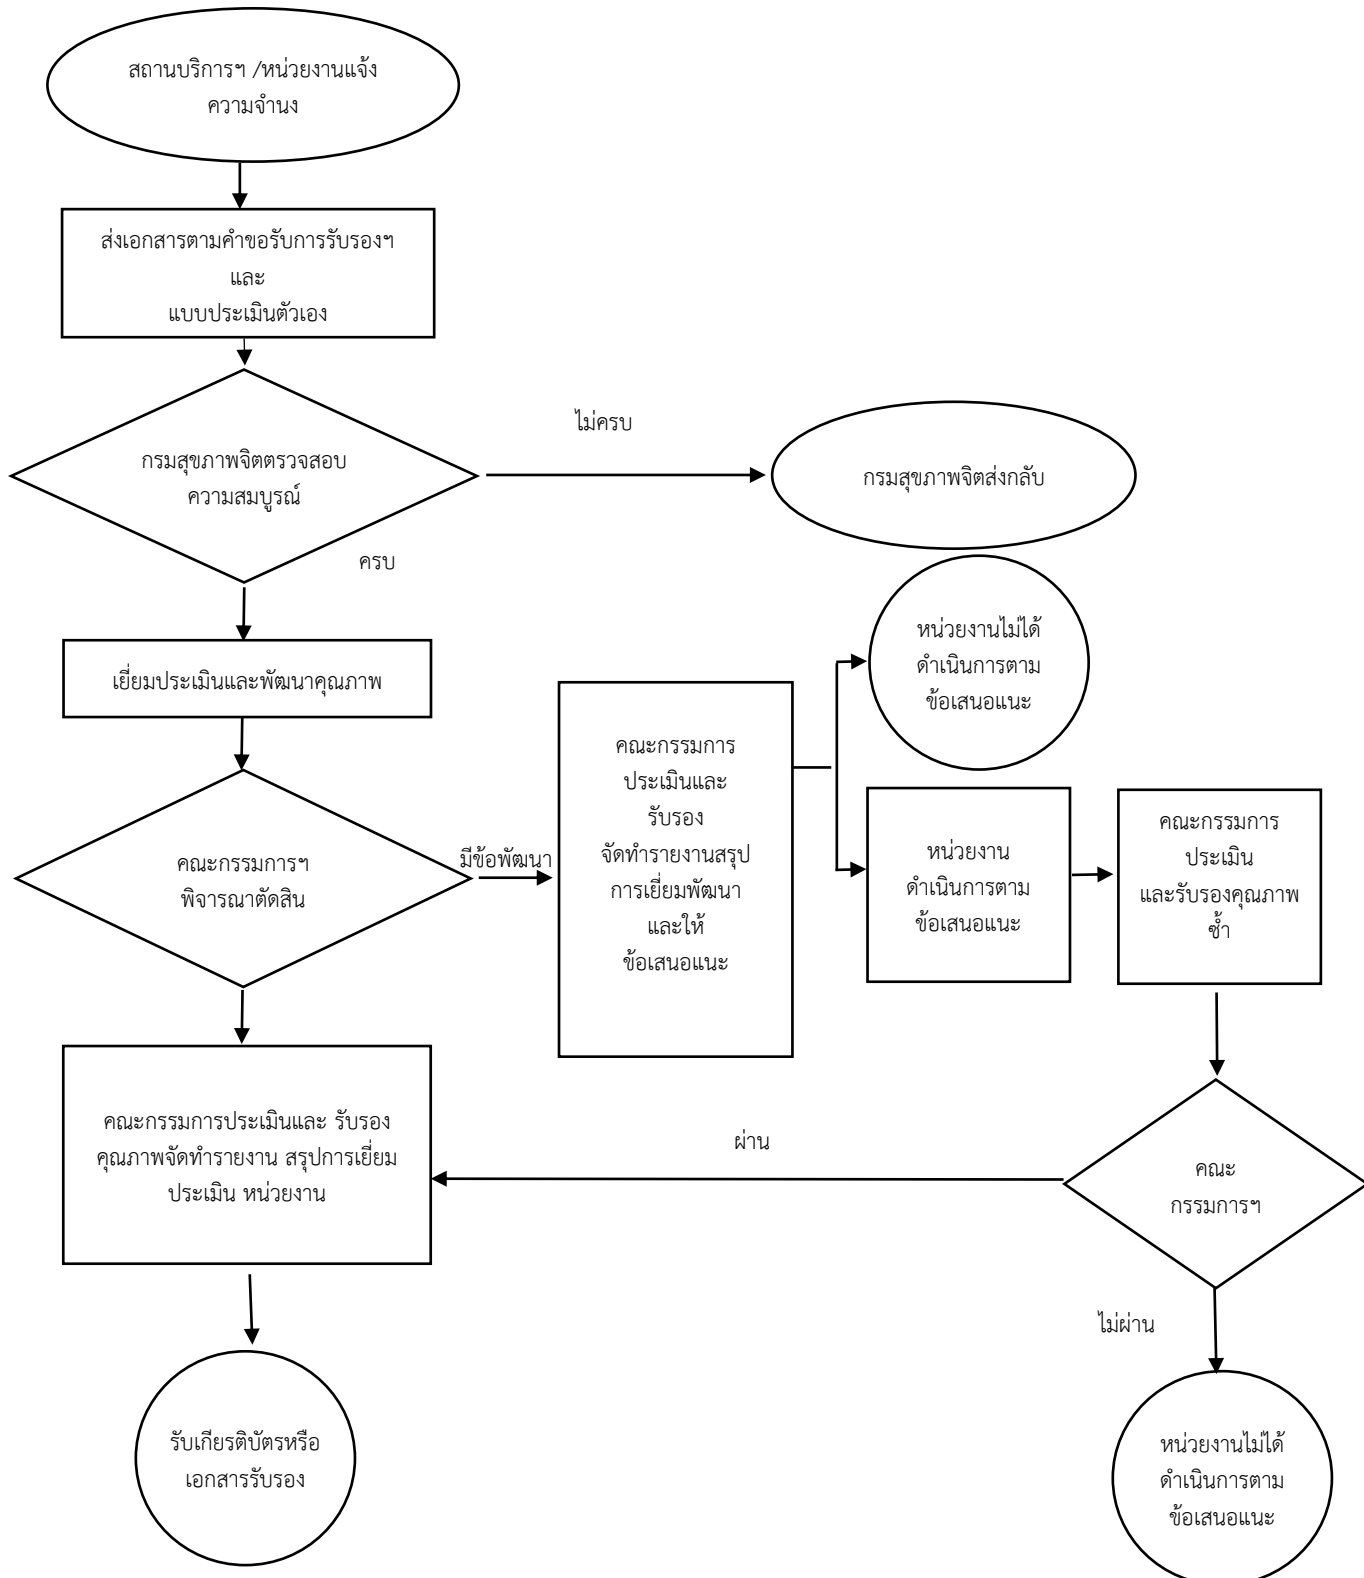 สถานบริการฯ /หน่วยงานแจ้ง
ความจำนง
ส่งเอกสารตามคำขอรับการรับรองฯ
และ
แบบประเมินตัวเอง
ไม่ครบ
กรมสุขภาพจิตตรวจสอบ
ความสมบูรณ์
กรมสุขภาพจิตส่งกลับ
ครบ
หน่วยงานไม่ได้
ดำเนินการตาม
ข้อเสนอแนะ
เยี่ยมประเมินและพัฒนาคุณภาพ
คณะกรรมการฯ
พิจารณาตัดสิน
มีข้อพัฒนา
คณะกรรมการ
ประเมินและ
รับรอง
จัดทำรายงานสรุป
การเยี่ยมพัฒนา
และให้
ข้อเสนอแนะ
หน่วยงาน
ดำเนินการตาม
ข้อเสนอแนะ
คณะกรรมการ
ประเมิน
และรับรองคุณภาพ
ซ้ำ
คณะกรรมการประเมินและ รับรอง
คุณภาพจัดทำรายงาน สรุปการเยี่ยม
ประเมิน หน่วยงาน
ผ่าน
คณะ
กรรมการฯ
ไม่ผ่าน
รับเกียรติบัตรหรือ
เอกสารรับรอง
หน่วยงานไม่ได้
ดำเนินการตาม
ข้อเสนอแนะ